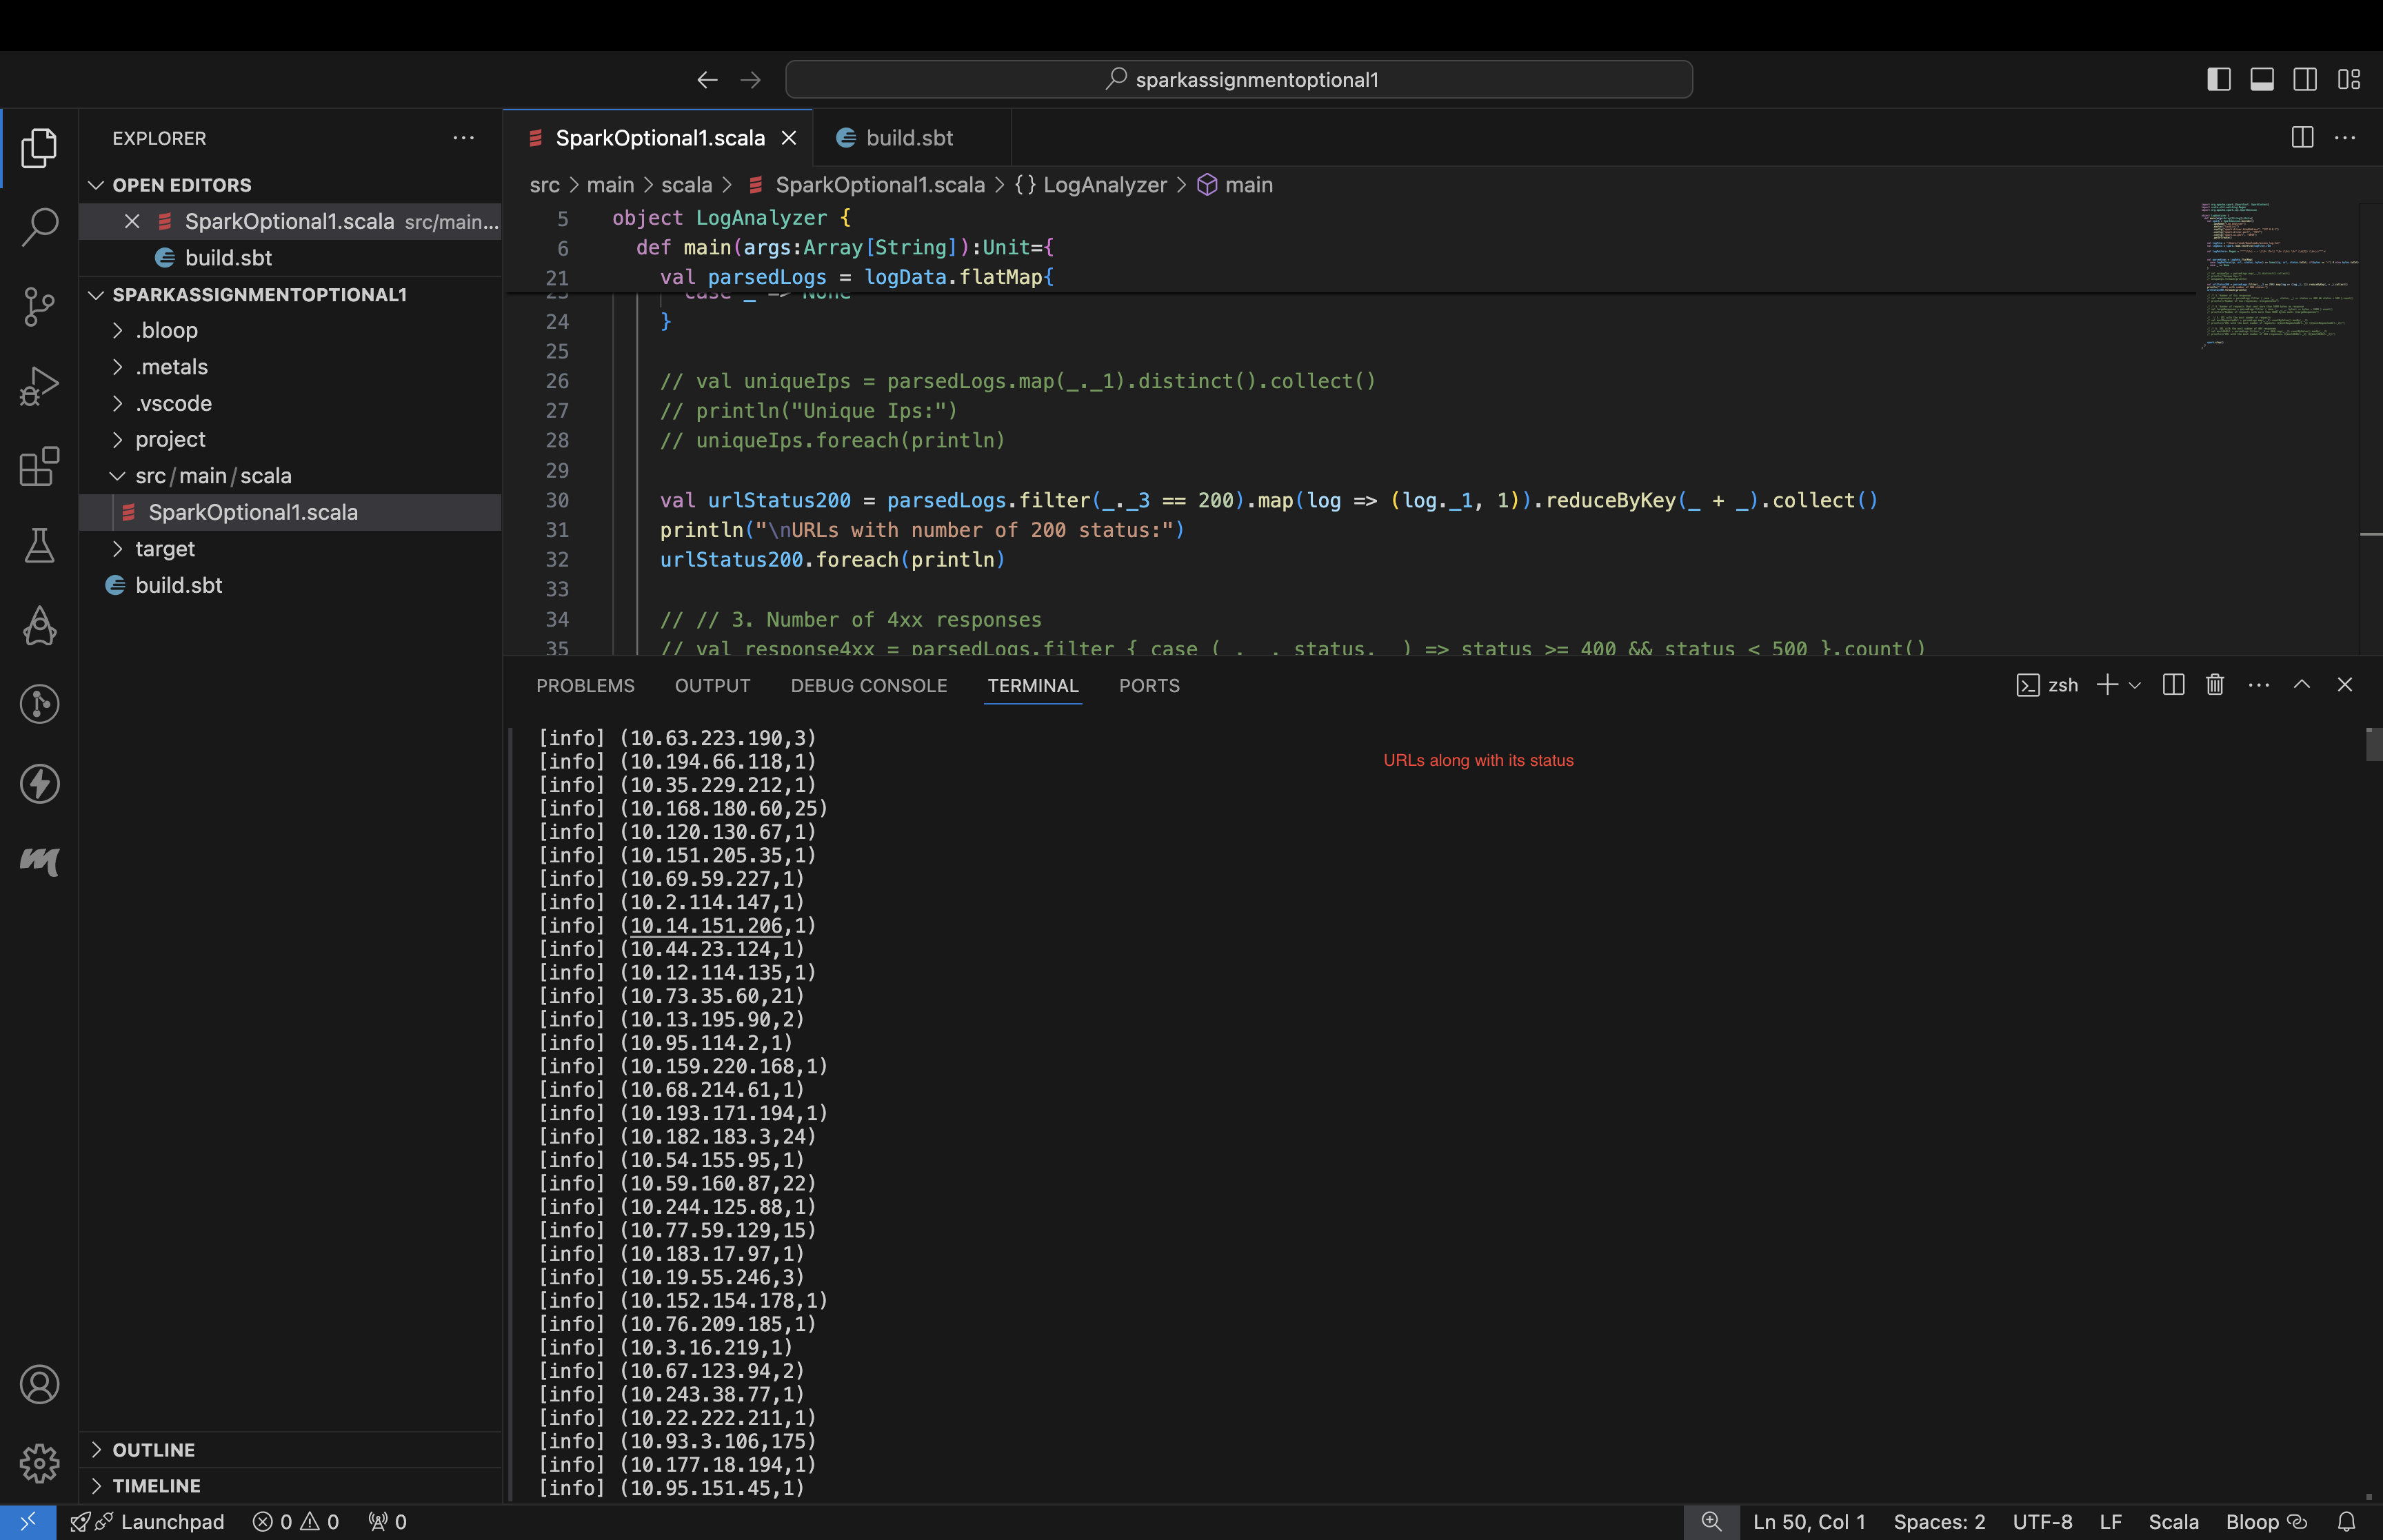 sparkassignmentoptional1
EXPLORER
OPEN EDITORS
SparkOptional1.scala src/main...
build.sbt
SPARKASSIGNMENTOPTIONAL1
.bloop
.metals
.vscode
project
src/main/scala
SparkOptional1.scala
target
build.sbt
OUTLINE
TIMELINE
SparkOptional1.scala
build.sbt
src > main > scala > SparkOptional1.scala > {} LogAnalyzer > main
5 object LogAnalyzer {
6 def main(args:Array[String]):Unit={
21 val parsedLogs = logData.flatMap{
23 case _ => None
24 }
25
26 // val uniqueIps = parsedLogs.map(_._1).distinct().collect()
27 // println("Unique Ips:")
28 // uniqueIps.foreach(println)
29
30 val urlStatus200 = parsedLogs.filter(_._3 == 200).map(log => (log._1, 1)).reduceByKey(_ + _).collect()
31 println("\nURLs with number of 200 status:")
32 urlStatus200.foreach(println)
33
34 // // 3. Number of 4xx responses
35 // val response4xx = parsedLogs.filter { case (_, _, status, _) => status >= 400 && status < 500 }.count()
PROBLEMS OUTPUT DEBUG CONSOLE TERMINAL PORTS
zsh
URLs along with its status
[info] (10.63.223.190,3)
[info] (10.194.66.118,1)
[info] (10.35.229.212,1)
[info] (10.168.180.60,25)
[info] (10.120.130.67,1)
[info] (10.151.205.35,1)
[info] (10.69.59.227,1)
[info] (10.2.114.147,1)
[info] (10.14.151.206,1)
[info] (10.44.23.124,1)
[info] (10.12.114.135,1)
[info] (10.73.35.60,21)
[info] (10.13.195.90,2)
[info] (10.95.114.2,1)
[info] (10.159.220.168,1)
[info] (10.68.214.61,1)
[info] (10.193.171.194,1)
[info] (10.182.183.3,24)
[info] (10.54.155.95,1)
[info] (10.59.160.87,22)
[info] (10.244.125.88,1)
[info] (10.77.59.129,15)
[info] (10.183.17.97,1)
[info] (10.19.55.246,3)
[info] (10.152.154.178,1)
[info] (10.76.209.185,1)
[info] (10.3.16.219,1)
[info] (10.67.123.94,2)
[info] (10.243.38.77,1)
[info] (10.22.222.211,1)
[info] (10.93.3.106,175)
[info] (10.177.18.194,1)
[info] (10.95.151.45,1)
Launchpad 0 0 0
Ln 50, Col 1 Spaces: 2 UTF-8 LF Scala Bloop